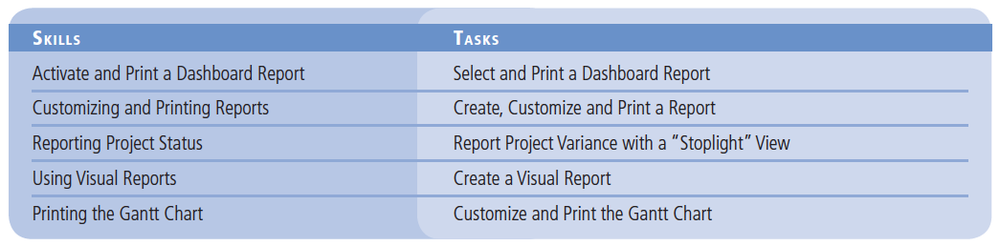 SKILLS TASKS
Activate and Print a Dashboard Report Select and Print a Dashboard Report
Customizing and Printing Reports Create, Customize and Print a Report
Reporting Project Status Report Project Variance with a “Stoplight” View
Using Visual Reports Create a Visual Report
Printing the Gantt Chart Customize and Print the Gantt Chart